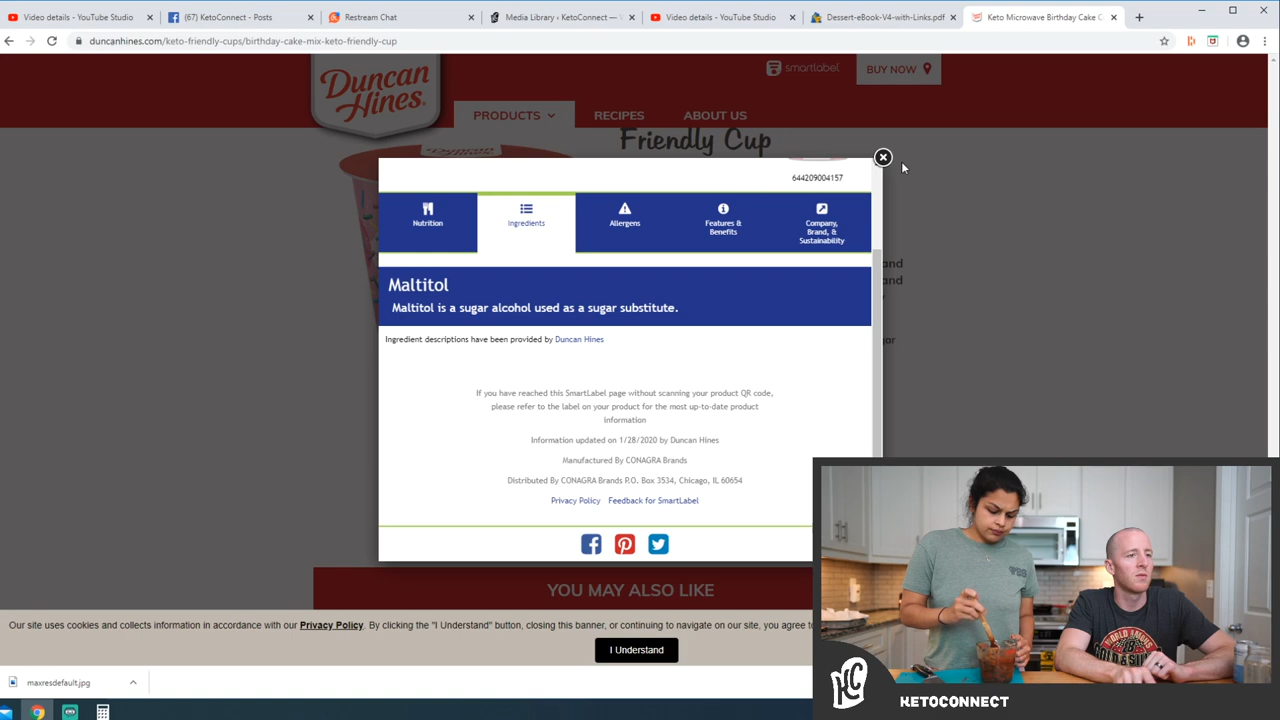 Video details - YouTube Studio
(67) KetoConnect - Posts
Restream Chat
Media Library ‹ KetoConnect —
Video details - YouTube Studio
Dessert-eBook-V4-with-Links.pdf
Keto Microwave Birthday Cake C
duncanhines.com/keto-friendly-cups/birthday-cake-mix-keto-friendly-cup
Duncan
Hines
smartlabel
BUY NOW
PRODUCTS
RECIPES
ABOUT US
Friendly Cup
644209004157
Nutrition
Ingredients
Allergens
Features &
Benefits
Company,
Brand, &
Sustainability
Maltitol
Maltitol is a sugar alcohol used as a sugar substitute.
Ingredient descriptions have been provided by Duncan Hines
If you have reached this SmartLabel page without scanning your product QR code,
please refer to the label on your product for the most up-to-date product
information
Information updated on 1/28/2020 by Duncan Hines
Manufactured By CONAGRA Brands
Distributed By CONAGRA Brands P.O. Box 3534, Chicago, IL 60654
Privacy Policy Feedback for SmartLabel
YOU MAY ALSO LIKE
Our site uses cookies and collects information in accordance with our Privacy Policy. By clicking the "I Understand" button, closing this banner, or continuing to navigate on our site, you agree to
I Understand
maxresdefault.jpg
KC
KETOCONNECT